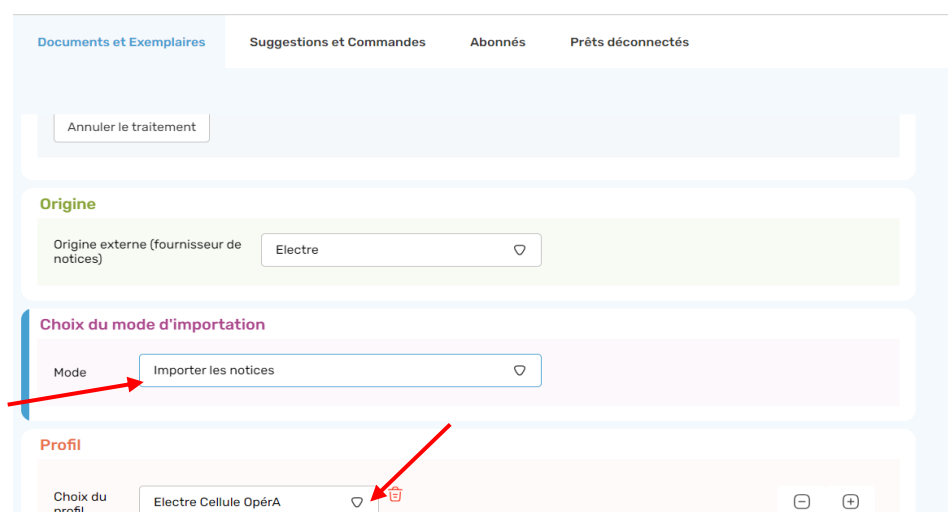 Documents et Exemplaires Suggestions et Commandes Abonnés Prêts déconnectés
Annuler le traitement
Origine
Origine externe (fournisseur de
notices)
Electre
Choix du mode d'importation
Mode Importer les notices
Profil
Choix du
profil
Electre Cellule OpérA